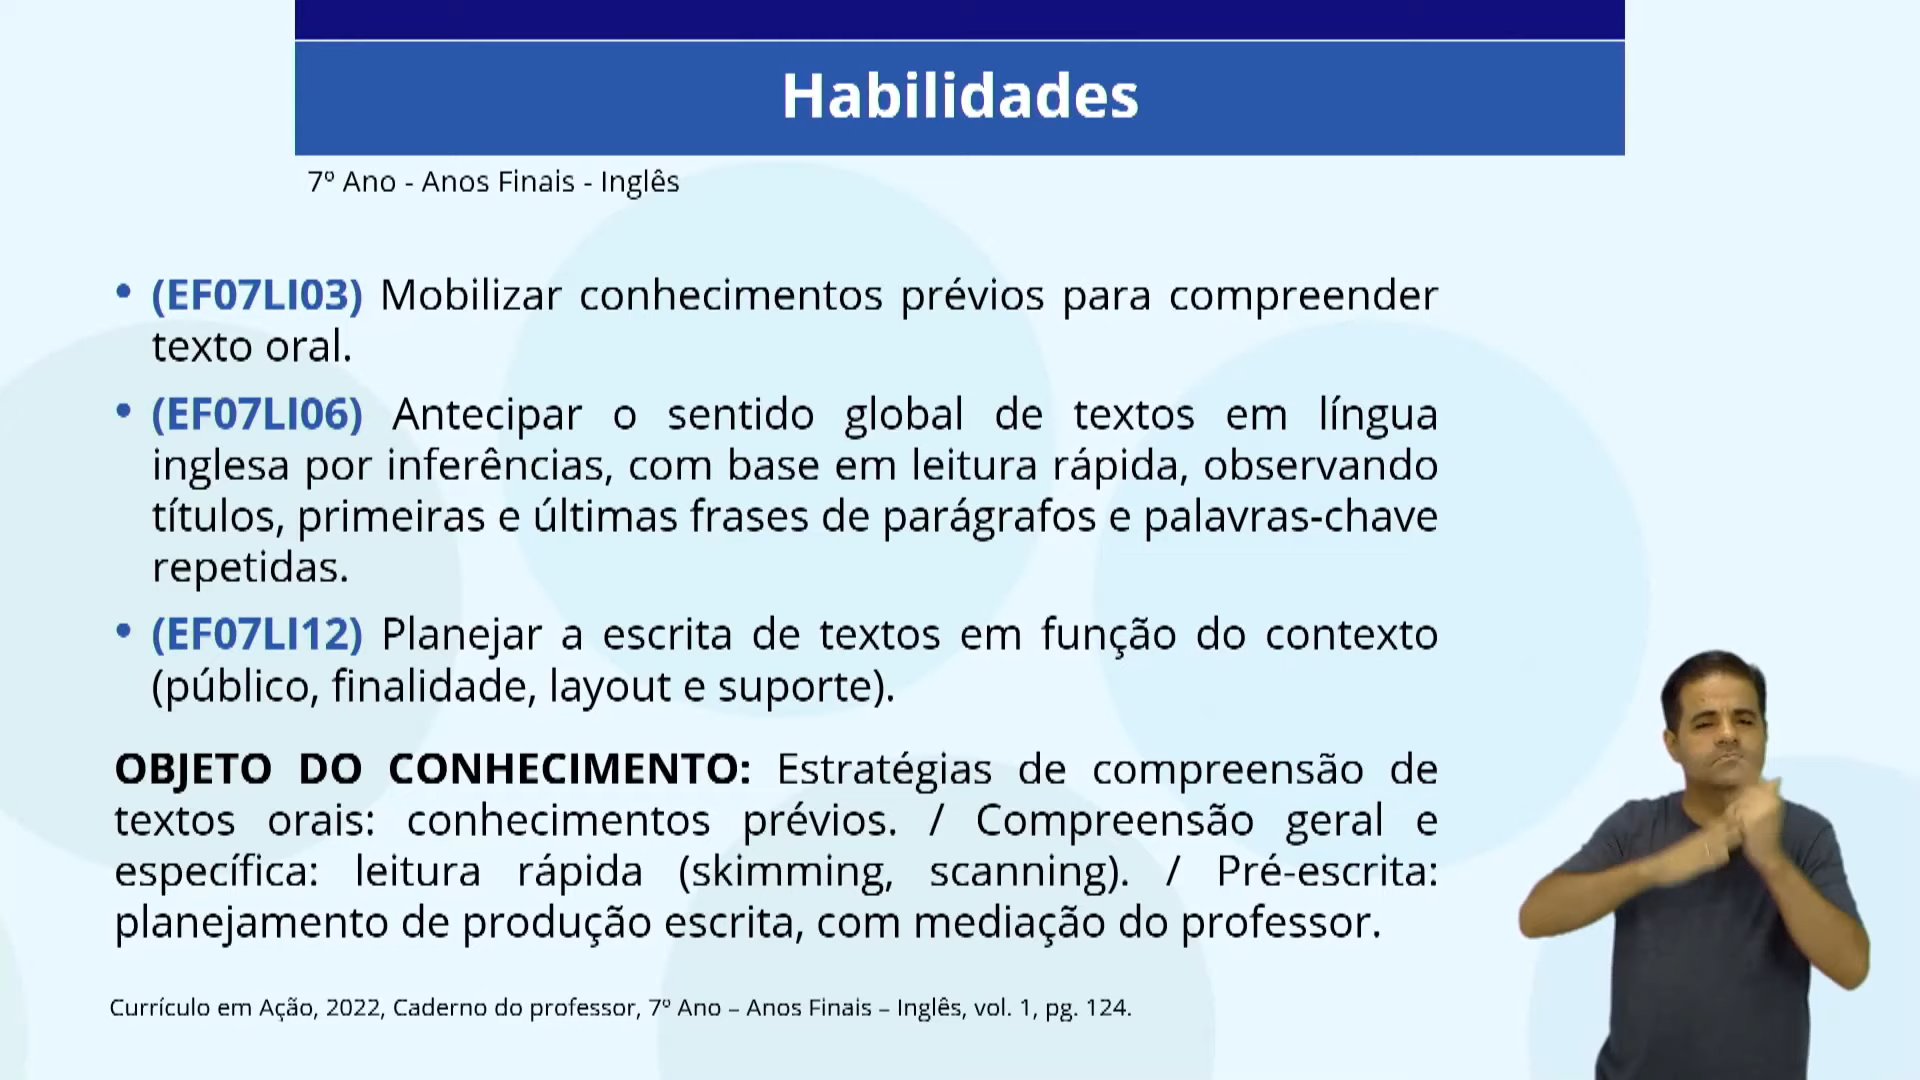 Habilidades
7º Ano - Anos Finais - Inglês
• (EF07LI03) Mobilizar conhecimentos prévios para compreender
texto oral.
• (EF07LI06) Antecipar o sentido global de textos em língua
inglesa por inferências, com base em leitura rápida, observando
títulos, primeiras e últimas frases de parágrafos e palavras-chave
repetidas.
• (EF07LI12) Planejar a escrita de textos em função do contexto
(público, finalidade, layout e suporte).
OBJETO DO CONHECIMENTO: Estratégias de compreensão de
textos orais: conhecimentos prévios. / Compreensão geral e
específica: leitura rápida (skimming, scanning). / Pré-escrita:
planejamento de produção escrita, com mediação do professor.
Currículo em Ação, 2022, Caderno do professor, 7º Ano – Anos Finais – Inglês, vol. 1, pg. 124.